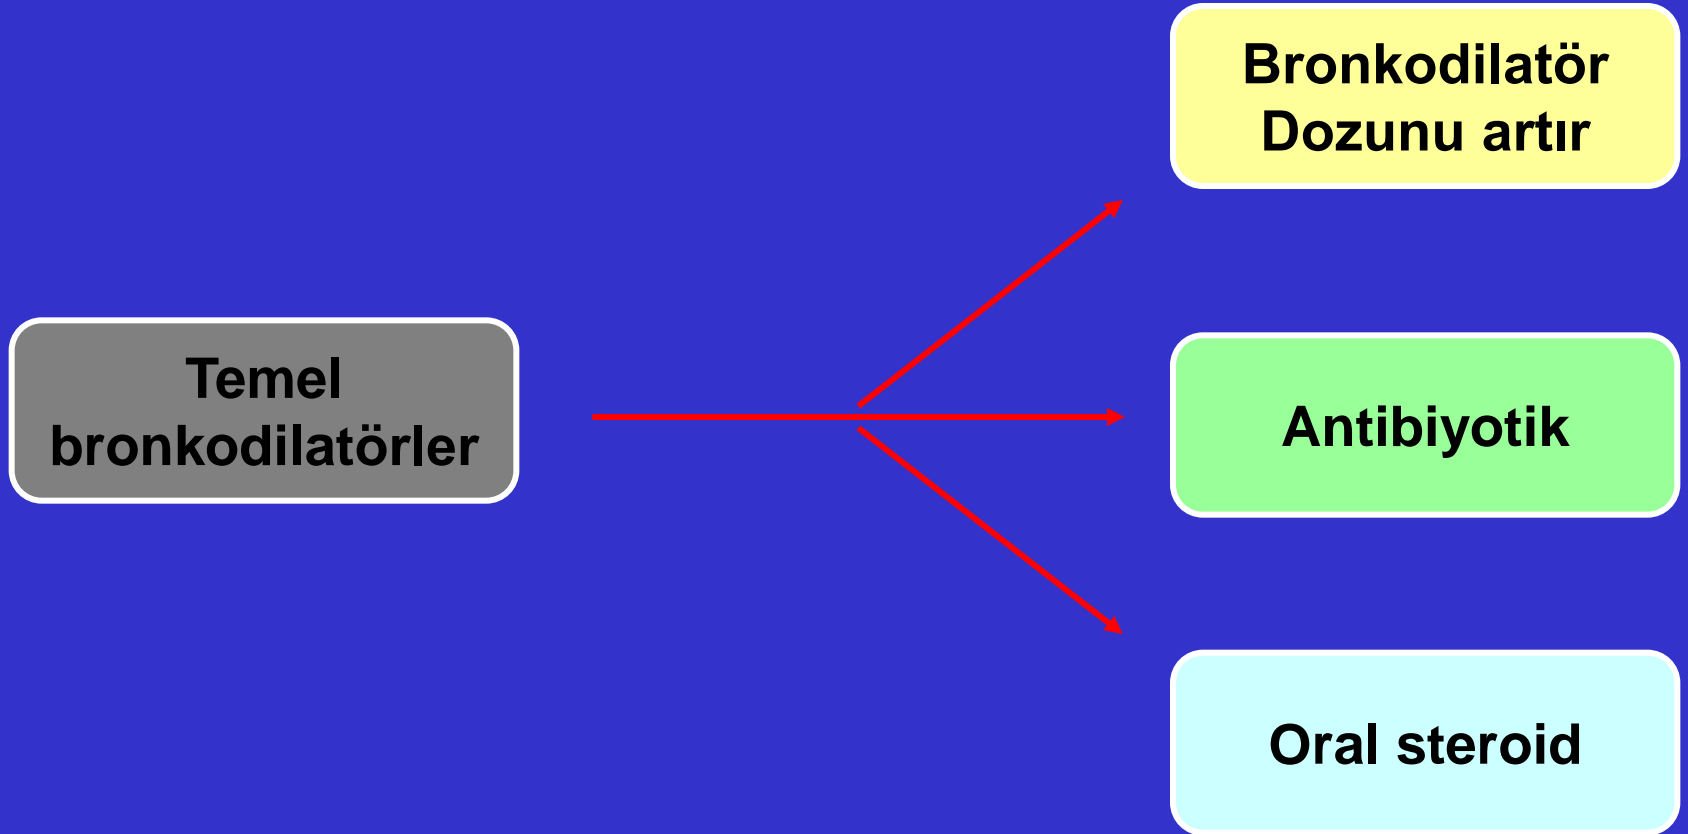 Bronkodilatör
Dozunu artır
Temel
bronkodilatörler
Antibiyotik
Oral steroid